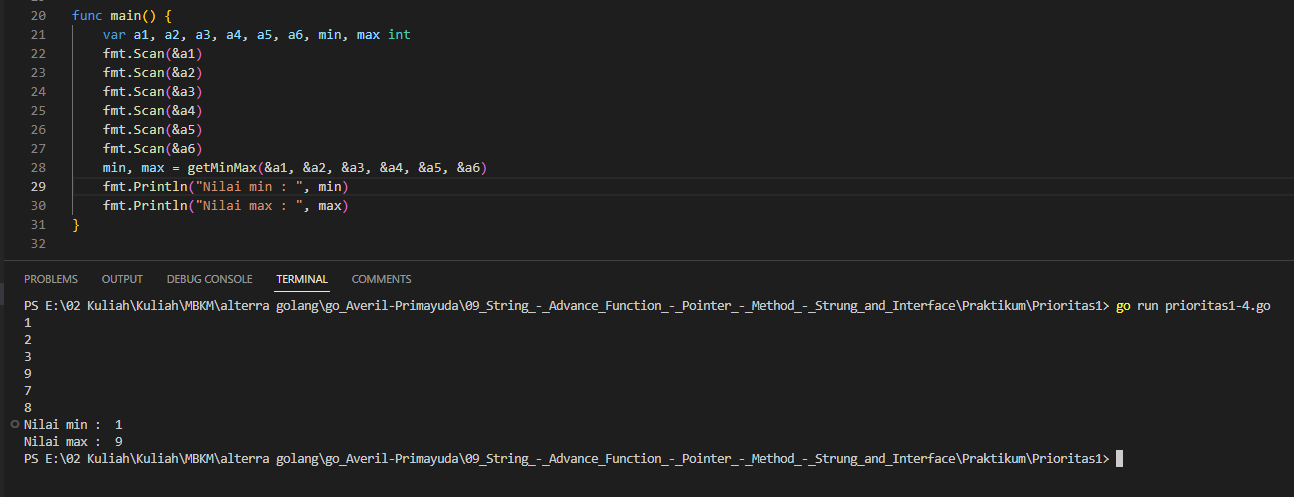 20 func main() {
21 var a1, a2, a3, a4, a5, a6, min, max int
22 fmt.Scan(&a1)
23 fmt.Scan(&a2)
24 fmt.Scan(&a3)
25 fmt.Scan(&a4)
26 fmt.Scan(&a5)
27 fmt.Scan(&a6)
28 min, max = getMinMax(&a1, &a2, &a3, &a4, &a5, &a6)
29 fmt.Println("Nilai min : ", min)
30 fmt.Println("Nilai max : ", max)
31 }
32
PROBLEMS OUTPUT DEBUG CONSOLE TERMINAL COMMENTS
PS E:\02 Kuliah\Kuliah\MBKM\alterra golang\go_Averil-Primayuda\09_String_-_Advance_Function_-_Pointer_-_Method_-_Strung_and_Interface\Praktikum\Prioritas1> go run prioritas1-4.go
1
2
3
9
7
8
Nilai min :  1
Nilai max :  9
PS E:\02 Kuliah\Kuliah\MBKM\alterra golang\go_Averil-Primayuda\09_String_-_Advance_Function_-_Pointer_-_Method_-_Strung_and_Interface\Praktikum\Prioritas1>